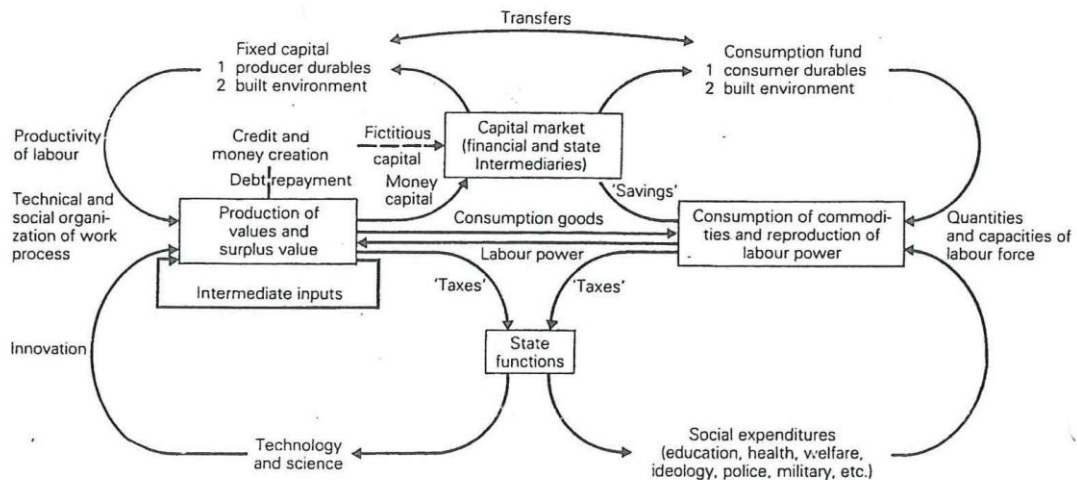 Transfers
Fixed capital
1 producer durables
2 built environment
Consumption fund
1 consumer durables
2 built environment
Productivity
of labour
Credit and
money creation
Fictitious
capital
Capital market
(financial and state
Intermediaries)
Debt repayment
Money
capital
'Savings'
Technical and
social organi-
zation of work
process
Production of
values and
surplus value
Consumption goods
Labour power
Consumption of commodi-
ties and reproduction of
labour power
Quantities
and capacities of
labour force
Intermediate inputs
'Taxes'
'Taxes'
Innovation
State
functions
Technology
and science
Social expenditures
(education, health, welfare,
ideology, police, military, etc.)